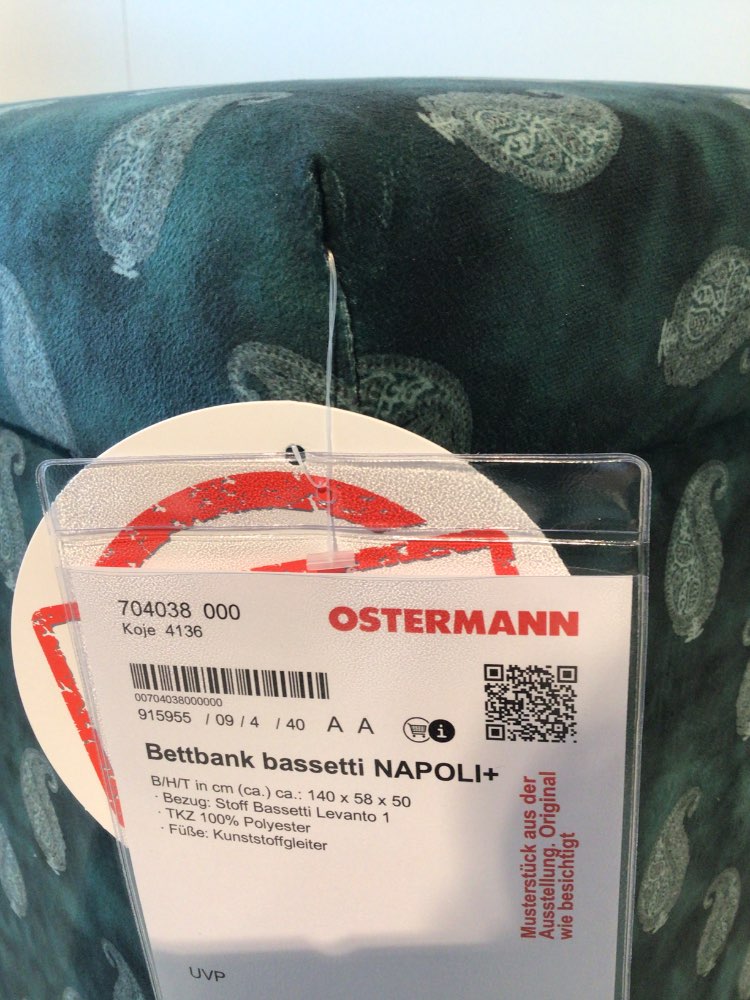 704038 000
OSTERMANN
Koje 4136
00704038000000
915955 / 09 / 4 / 40 A A
i
Bettbank bassetti NAPOLI+
B/H/T in cm (ca.) ca.: 140 x 58 x 50
· Bezug: Stoff Bassetti Levanto 1
· TKZ 100% Polyester
· Füße: Kunststoffgleiter
Musterstück aus der
Ausstellung. Original
wie besichtigt
UVP